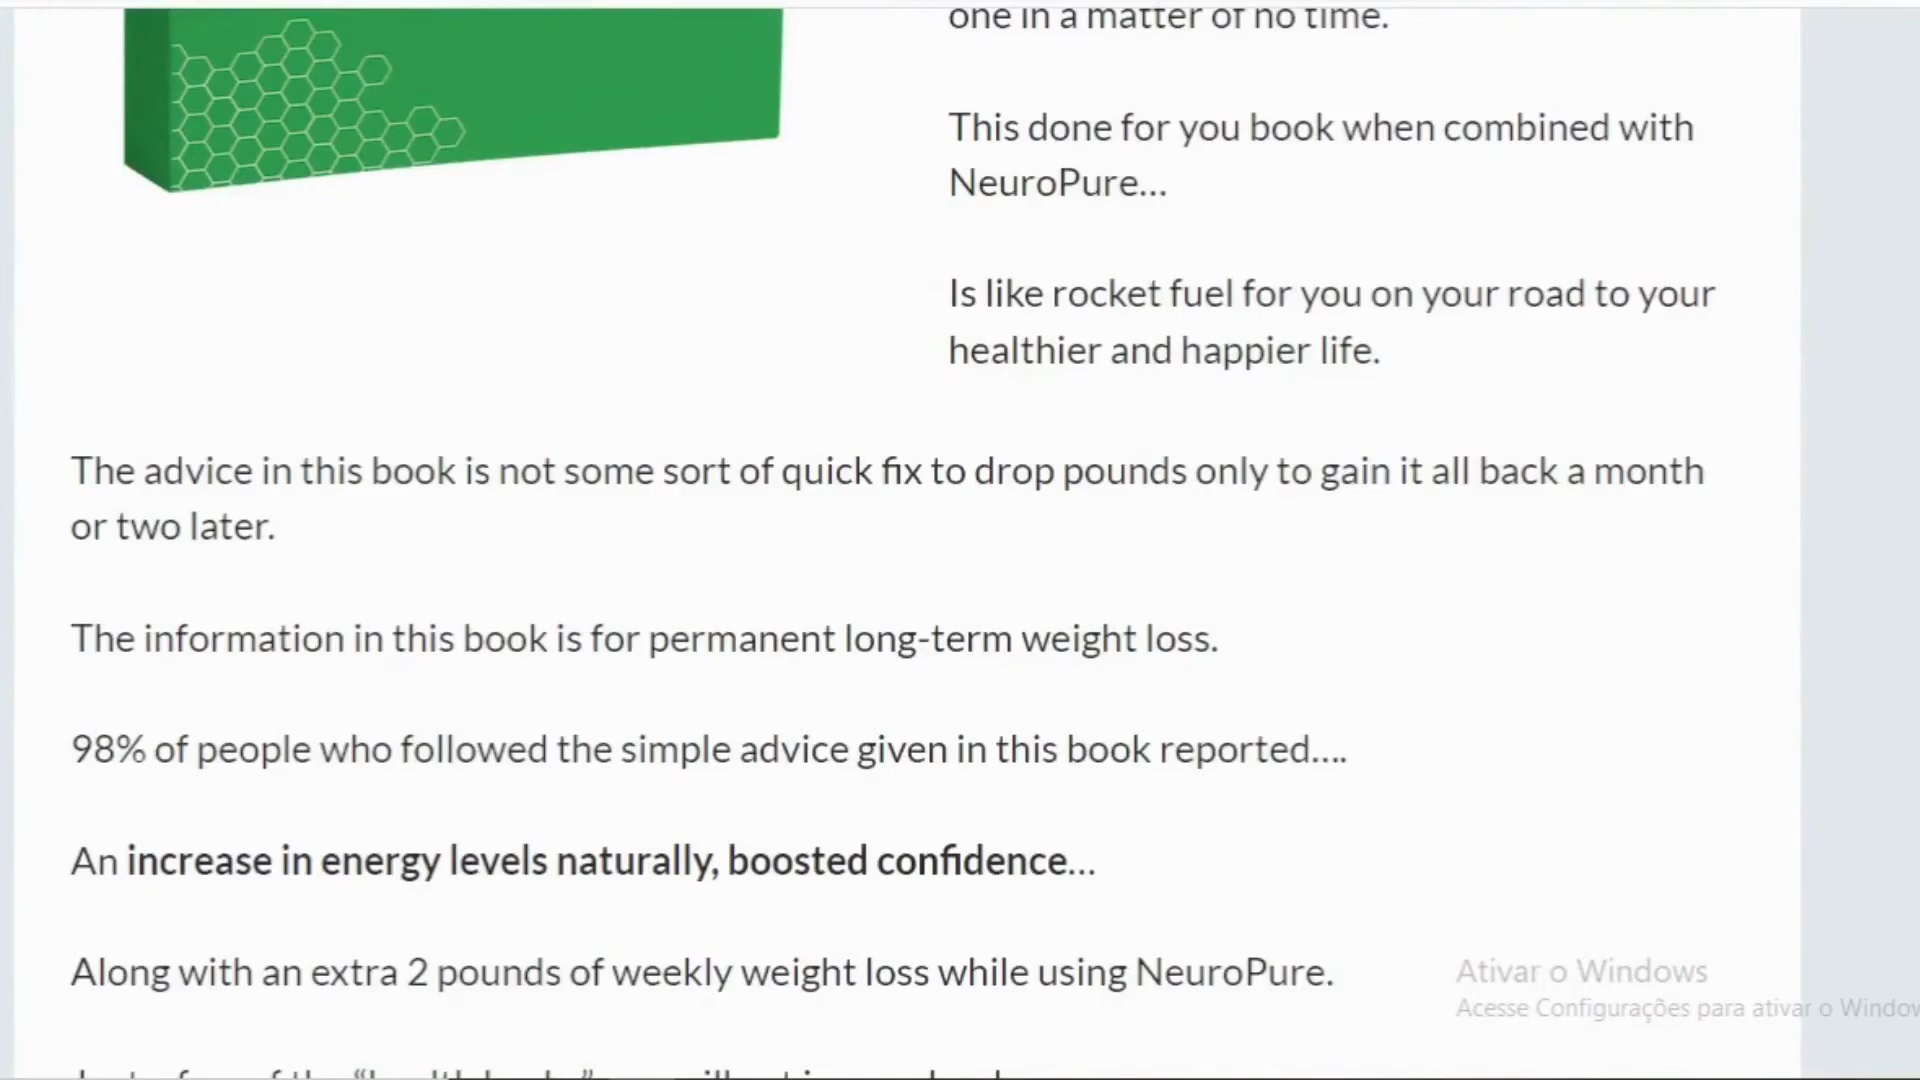 one in a matter of no time.
This done for you book when combined with
NeuroPure...
Is like rocket fuel for you on your road to your
healthier and happier life.
The advice in this book is not some sort of quick fix to drop pounds only to gain it all back a month
or two later.
The information in this book is for permanent long-term weight loss.
98% of people who followed the simple advice given in this book reported....
An increase in energy levels naturally, boosted confidence...
Along with an extra 2 pounds of weekly weight loss while using NeuroPure.
Ativar o Windows
Acesse Configurações para ativar o Window